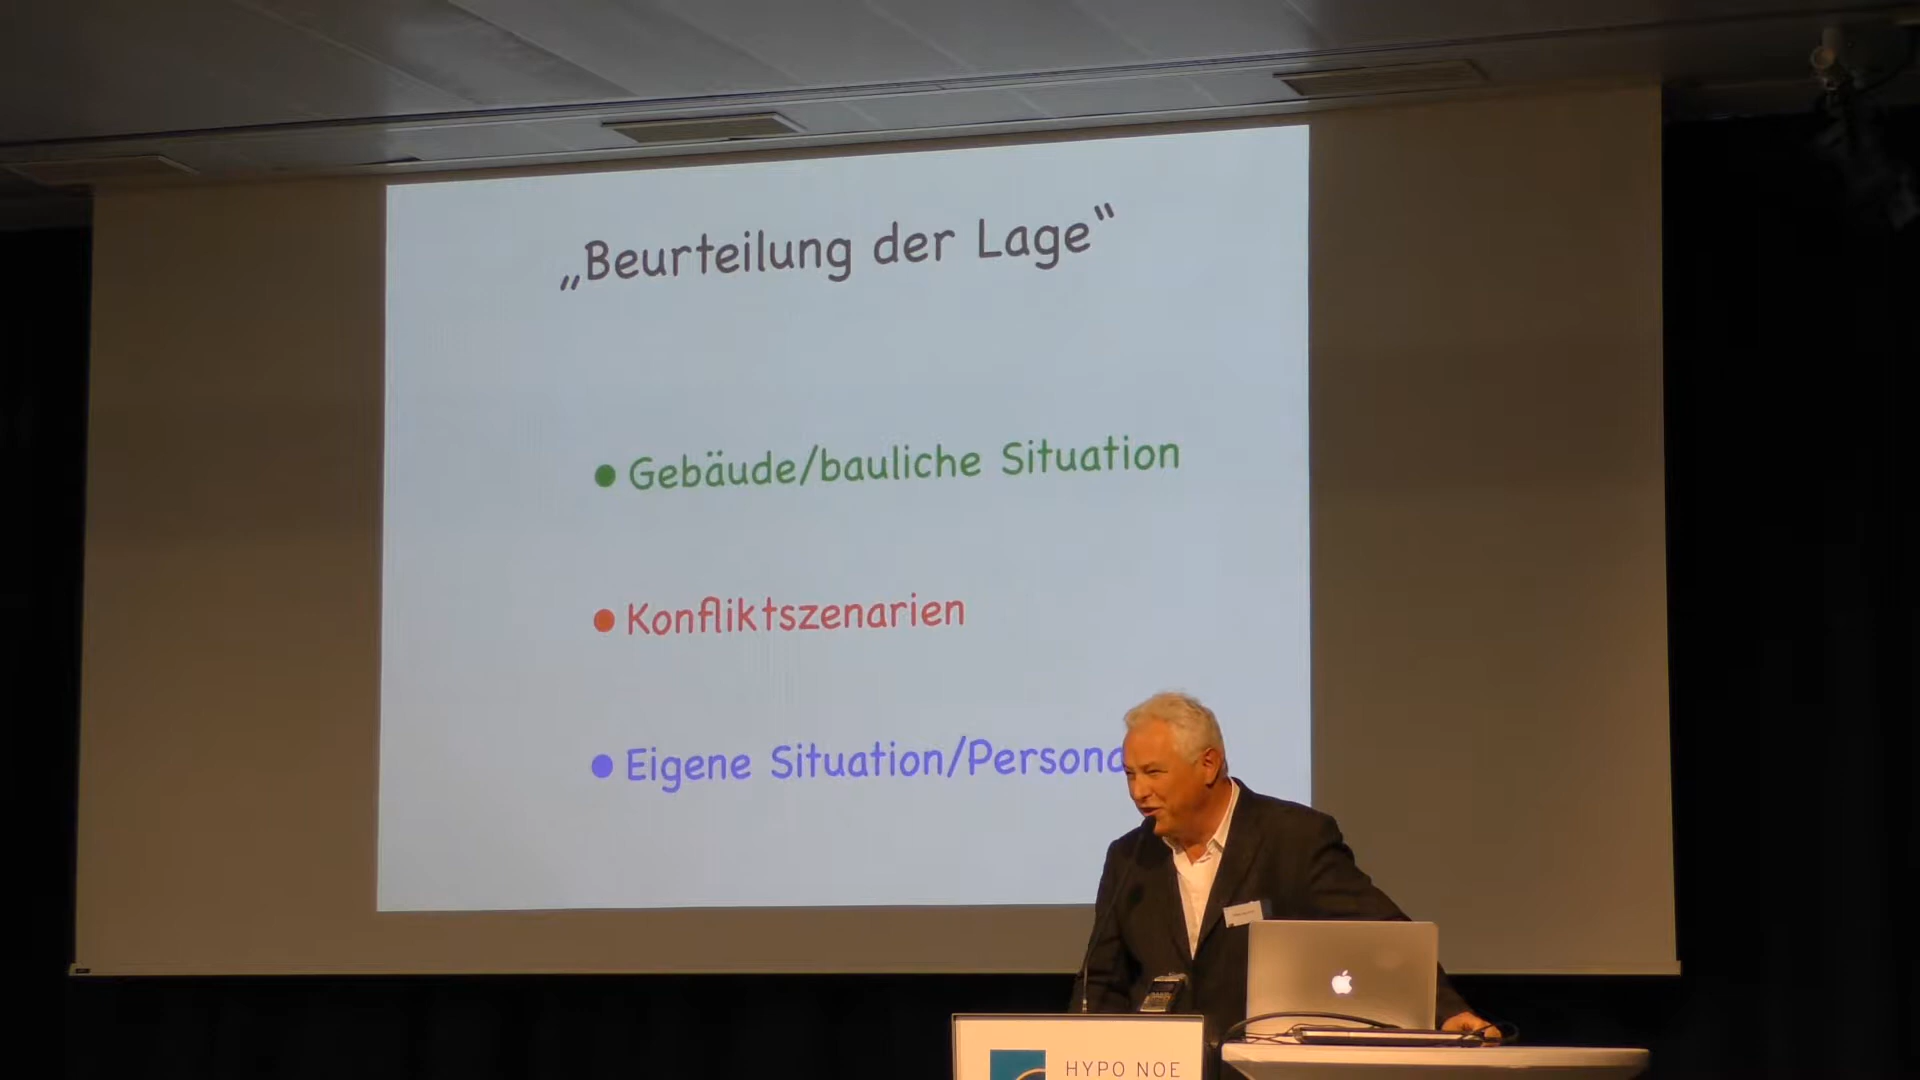 „Beurteilung der Lage“
• Gebäude/bauliche Situation
• Konfliktszenarien
• Eigene Situation/Persona
HYPO NOE